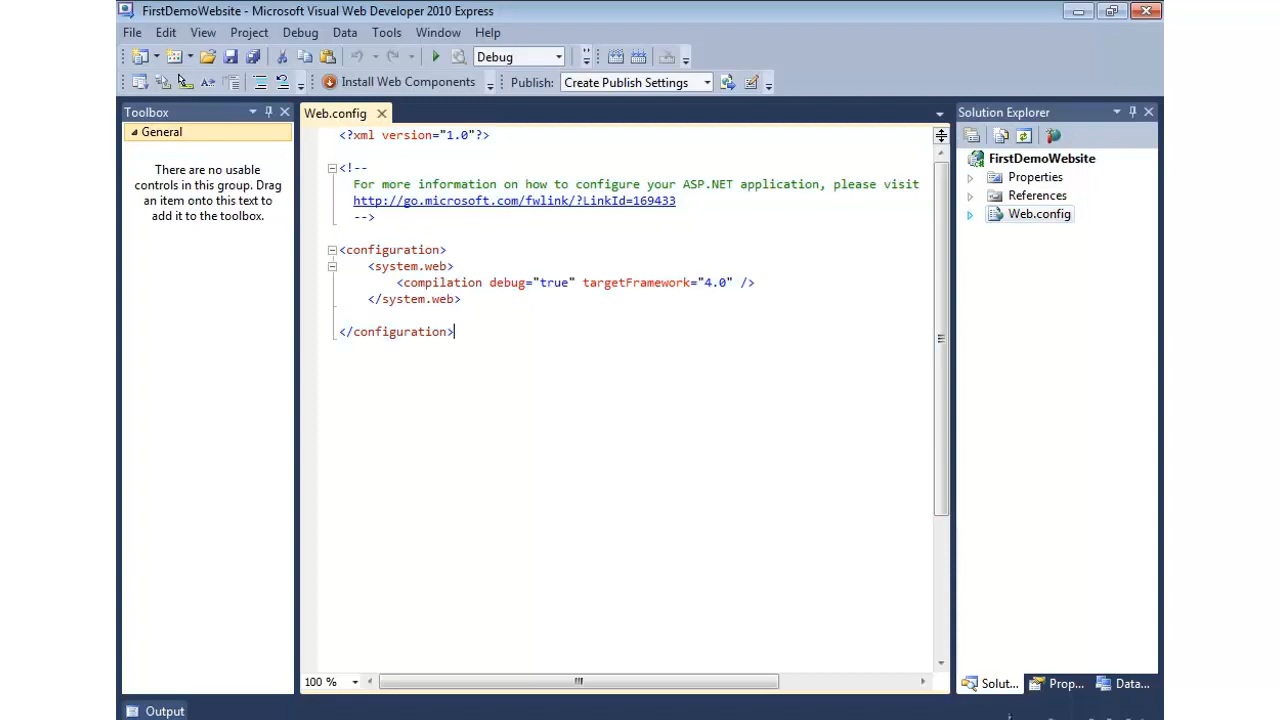 FirstDemoWebsite - Microsoft Visual Web Developer 2010 Express
File Edit View Project Debug Data Tools Window Help
Debug
Install Web Components Publish: Create Publish Settings
Toolbox
General
There are no usable
controls in this group. Drag
an item onto this text to
add it to the toolbox.
Web.config
<?xml version="1.0"?>
<!--
For more information on how to configure your ASP.NET application, please visit
http://go.microsoft.com/fwlink/?LinkId=169433
-->
<configuration>
<system.web>
<compilation debug="true" targetFramework="4.0" />
</system.web>
</configuration>
100 %
Solution Explorer
FirstDemoWebsite
Properties
References
Web.config
Solut... Prop... Data...
Output